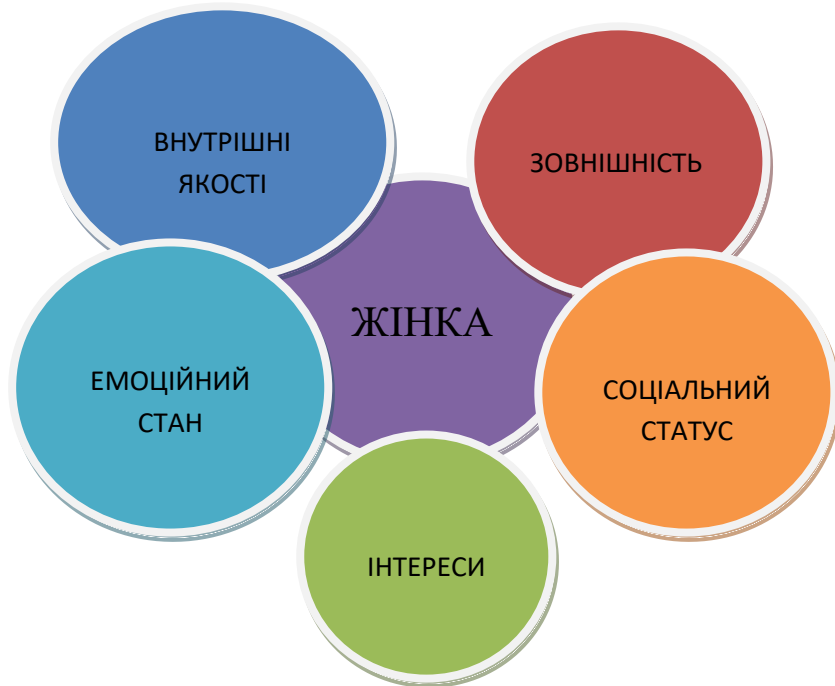 ВНУТРІШНІ
ЯКОСТІ
ЗОВНІШНІСТЬ
ЖІНКА
ЕМОЦІЙНИЙ
СТАН
СОЦІАЛЬНИЙ
СТАТУС
ІНТЕРЕСИ